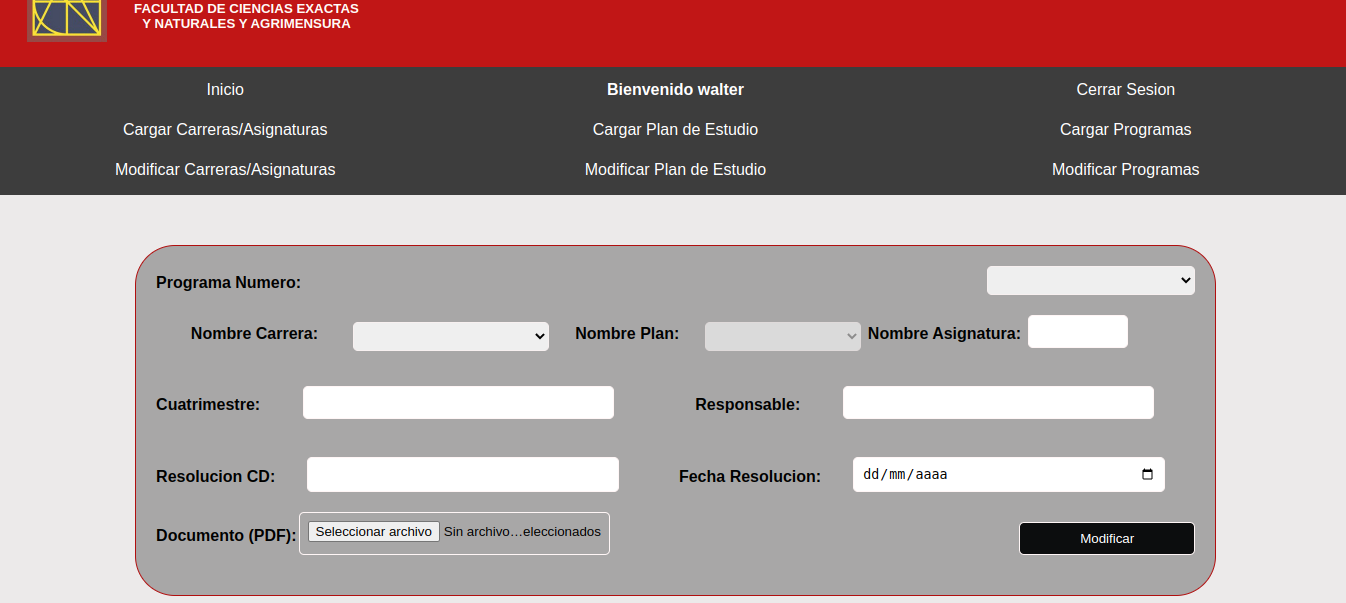 FACULTAD DE CIENCIAS EXACTAS
Y NATURALES Y AGRIMENSURA
Inicio Bienvenido walter Cerrar Sesion
Cargar Carreras/Asignaturas Cargar Plan de Estudio Cargar Programas
Modificar Carreras/Asignaturas Modificar Plan de Estudio Modificar Programas
Programa Numero:
Nombre Carrera: Nombre Plan: Nombre Asignatura:
Cuatrimestre: Responsable:
Resolucion CD: Fecha Resolucion: dd/mm/aaaa
Documento (PDF): Seleccionar archivo Sin archivo…eleccionados Modificar